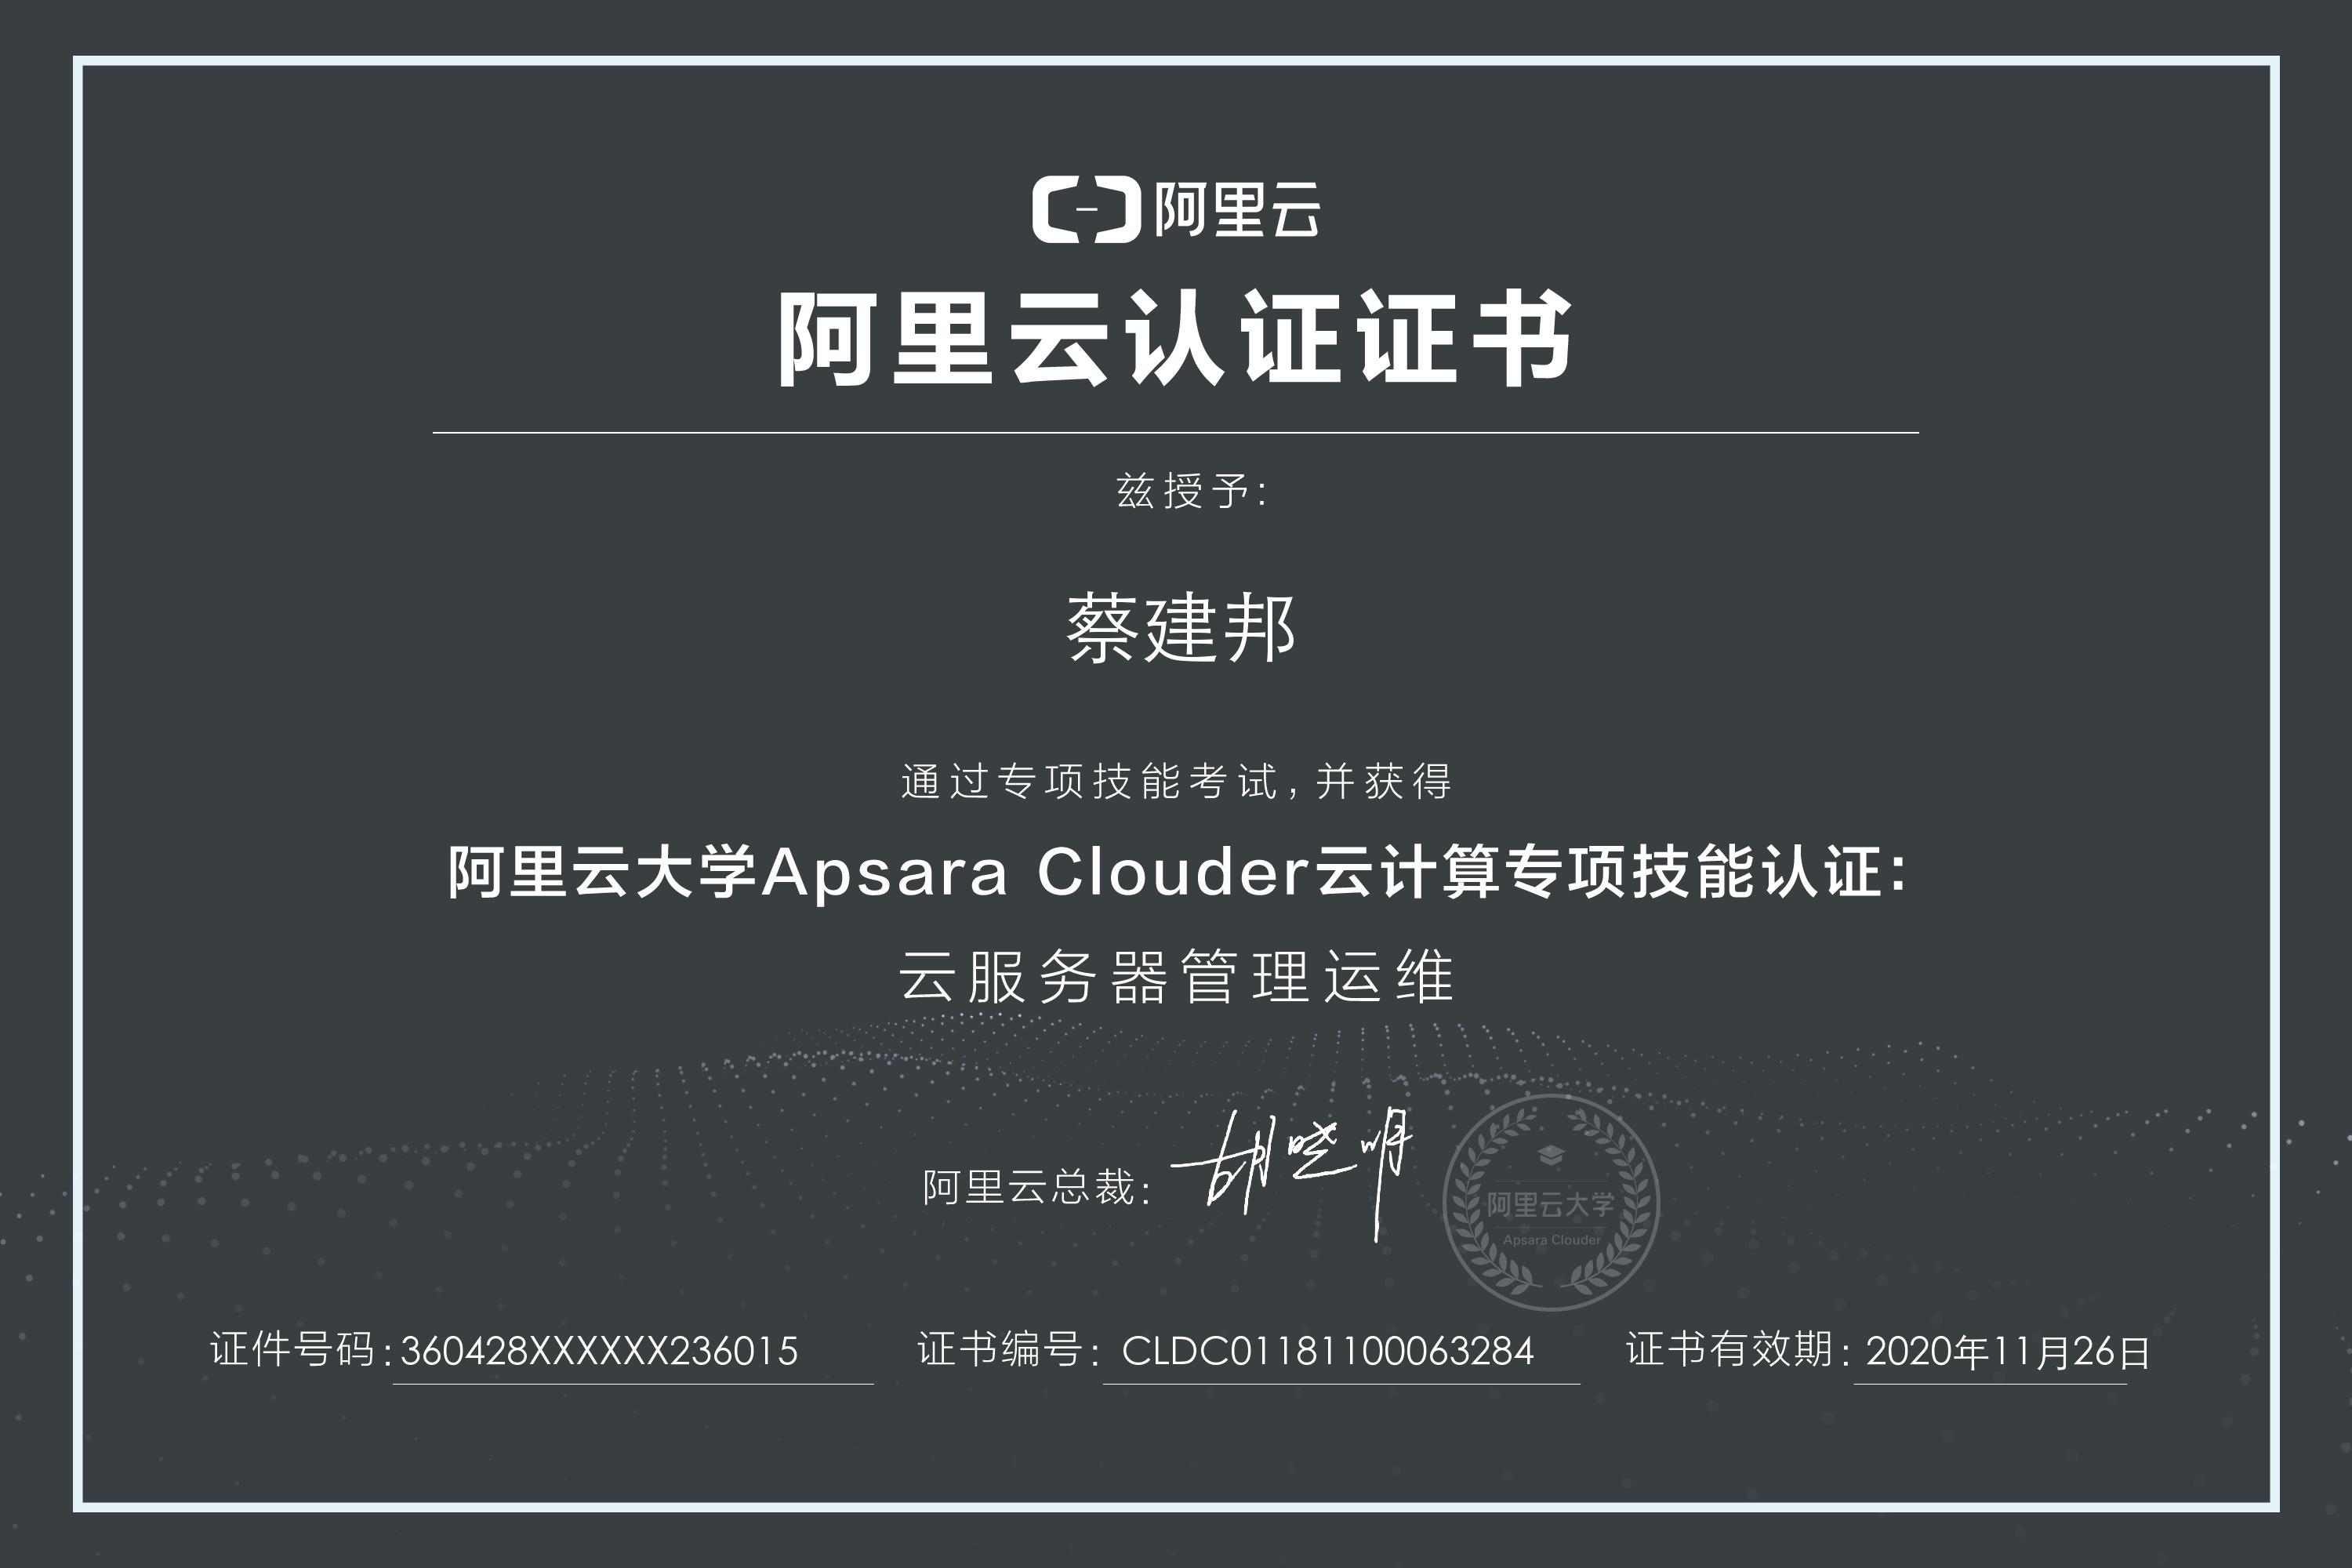 阿里云
阿里云认证证书
兹授予：
蔡建邦
通过专项技能考试，并获得
阿里云大学Apsara Clouder云计算专项技能认证：
云服务器管理运维
阿里云总裁：胡晓明
阿里云大学
Apsara Clouder
证件号码：360428XXXXXX236015 证书编号：CLDC01181100063284 证书有效期：2020年11月26日